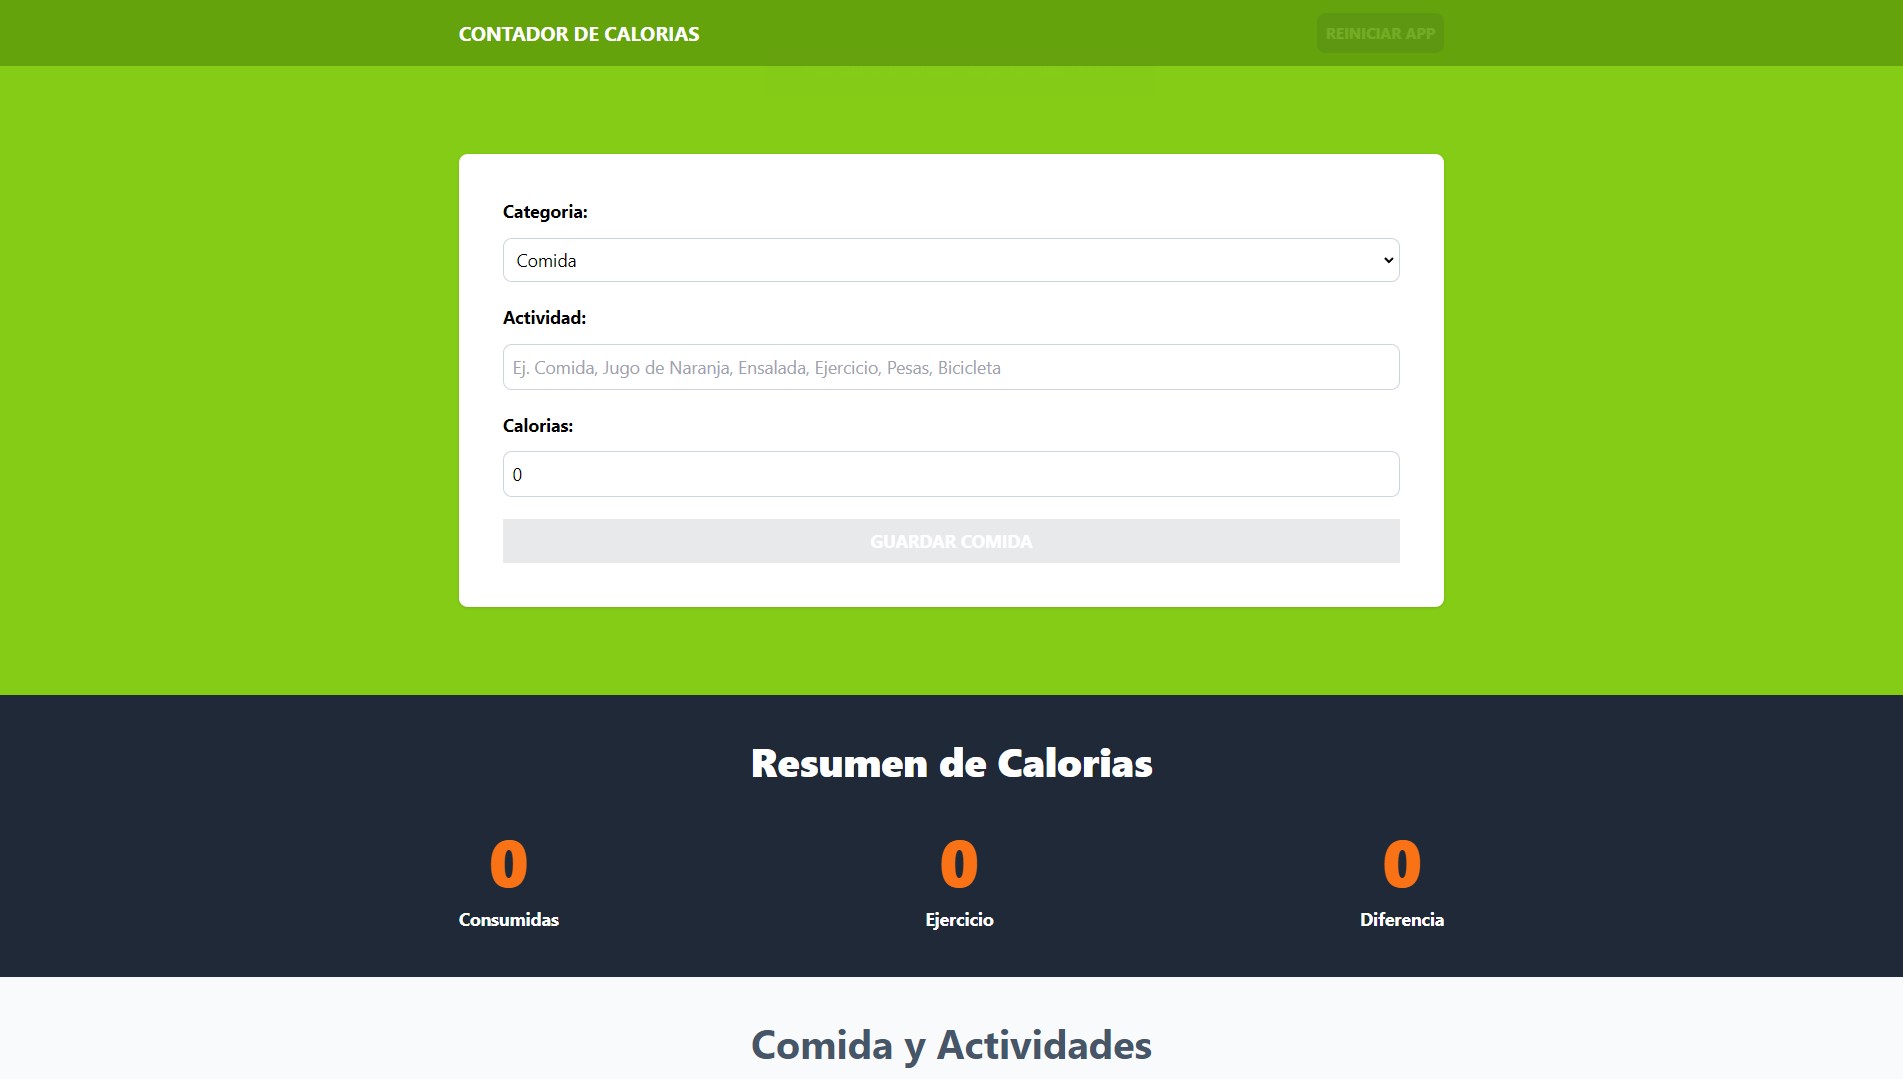 CONTADOR DE CALORIAS
REINICIAR APP
Categoria:
Comida
Actividad:
Ej. Comida, Jugo de Naranja, Ensalada, Ejercicio, Pesas, Bicicleta
Calorias:
0
GUARDAR COMIDA
Resumen de Calorias
0 0 0
Consumidas Ejercicio Diferencia
Comida y Actividades